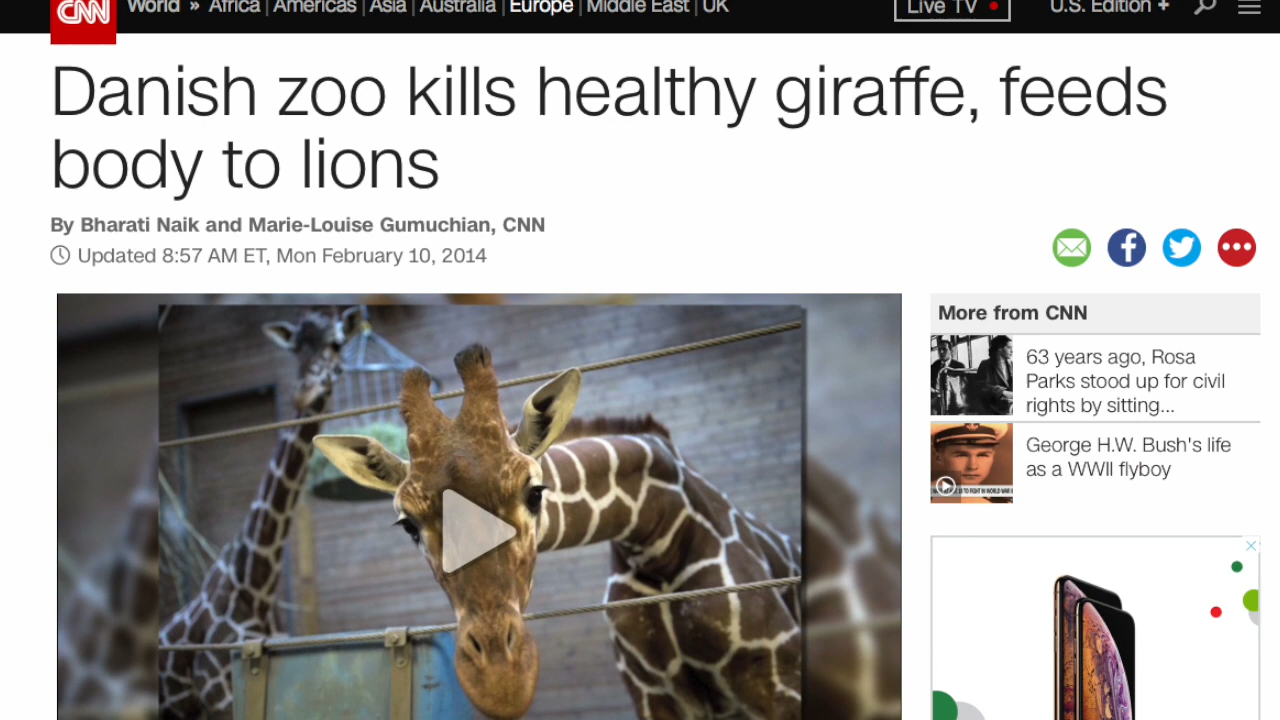 CNN
World » Africa | Americas | Asia | Australia | Europe | Middle East | UK
Live TV
U.S. Edition +
Danish zoo kills healthy giraffe, feeds
body to lions
By Bharati Naik and Marie-Louise Gumuchian, CNN
Updated 8:57 AM ET, Mon February 10, 2014
More from CNN
63 years ago, Rosa
Parks stood up for civil
rights by sitting...
George H.W. Bush's life
as a WWII flyboy